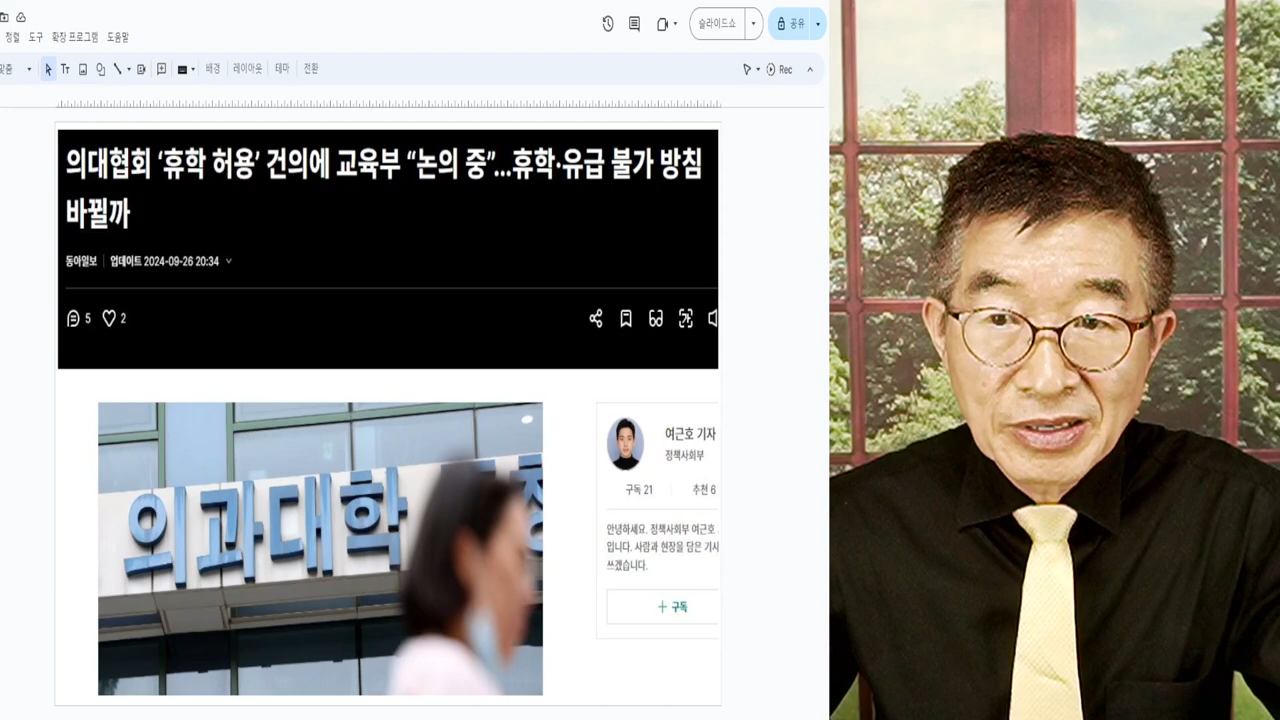 정렬 도구 확장 프로그램 도움말
슬라이드쇼
공유
맞춤
배경 레이아웃 테마 전환
Rec
의대협회 ‘휴학 허용’ 건의에 교육부 “논의 중”...휴학·유급 불가 방침
바뀔까
동아일보 업데이트 2024-09-26 20:34
5 2
의과대학
여근호 기자
정책사회부
구독 21 추천 6
안녕하세요. 정책사회부 여근호
입니다. 사람과 현장을 담은 기사
쓰겠습니다.
+ 구독